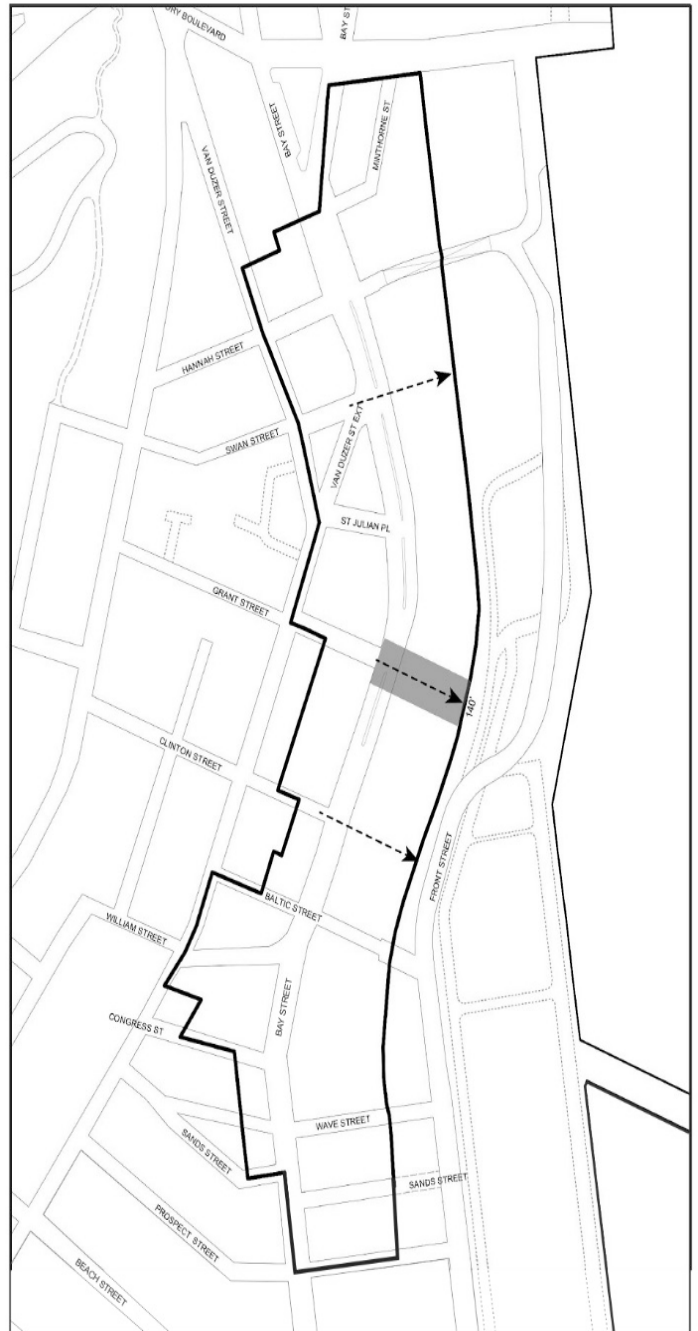 RY BOULEVARD
BAY ST
BAY STREET
MINTHORNE ST
VAN DUZER STREET
HANNAH STREET
SWAN STREET
VAN DUZER ST EXT
ST JULIAN PL
GRANT STREET
140'
CLINTON STREET
FRONT STREET
BALTIC STREET
WILLIAM STREET
BAY STREET
CONGRESS ST
WAVE STREET
SANDS STREET
SANDS STREET
PROSPECT STREET
BEACH STREET